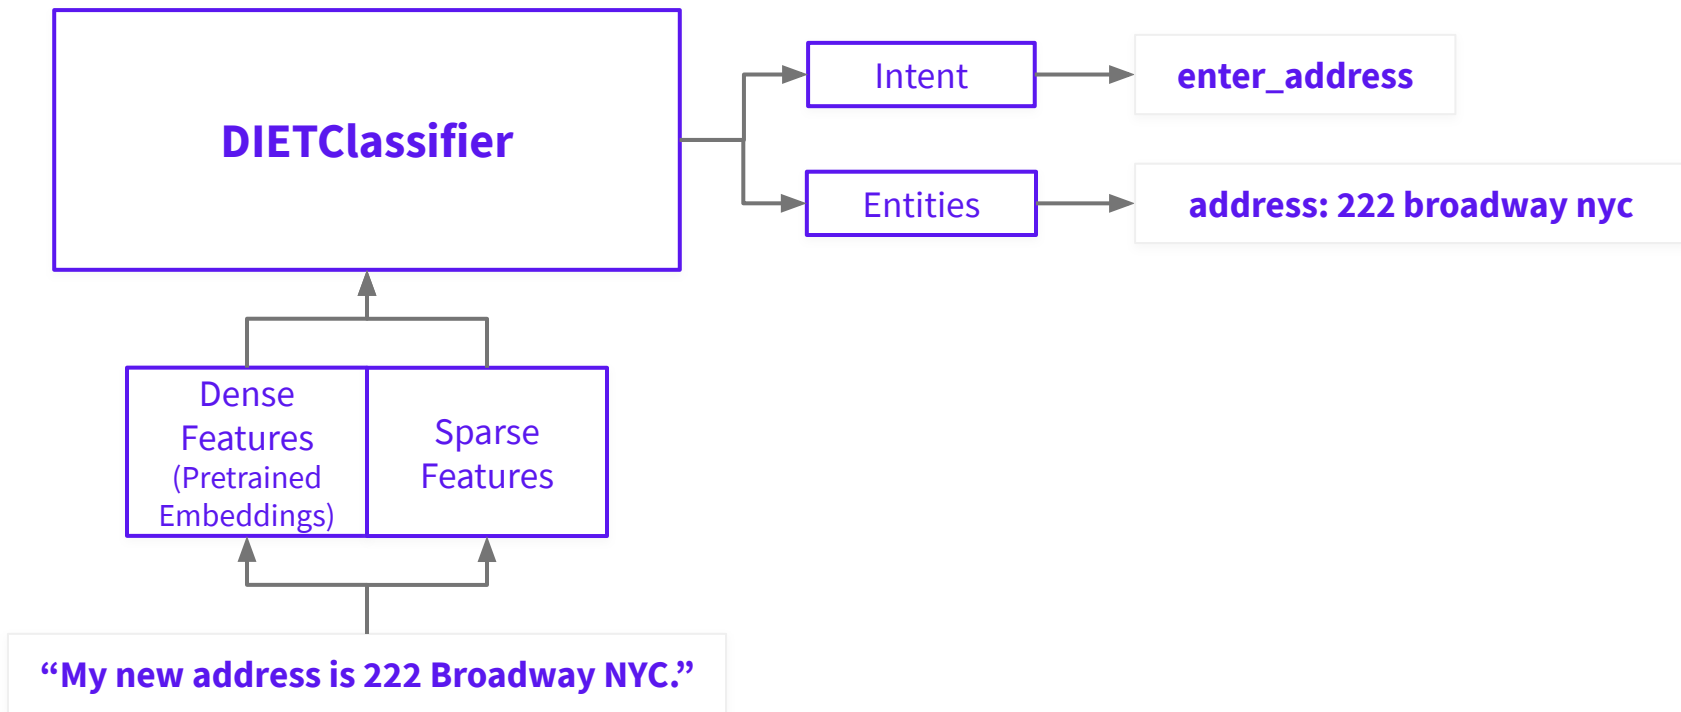 DIETClassifier
Intent
enter_address
Entities
address: 222 broadway nyc
Dense
Features
(Pretrained
Embeddings)
Sparse
Features
“My new address is 222 Broadway NYC.”